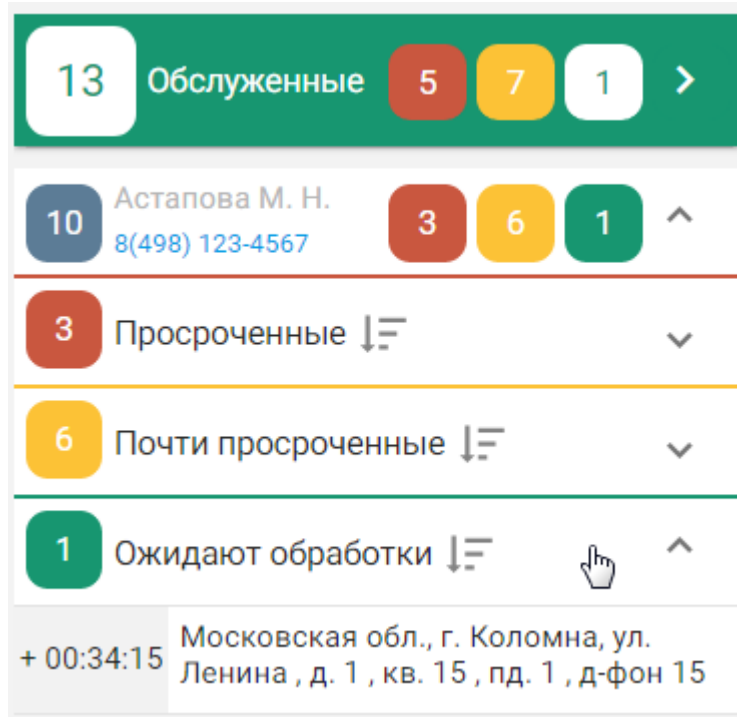 13 Обслуженные 5 7 1
10 Астапова М. Н. 3 6 1
8(498) 123-4567
3 Просроченные
6 Почти просроченные
1 Ожидают обработки
+ 00:34:15 Московская обл., г. Коломна, ул.
Ленина , д. 1 , кв. 15 , пд. 1 , д-фон 15